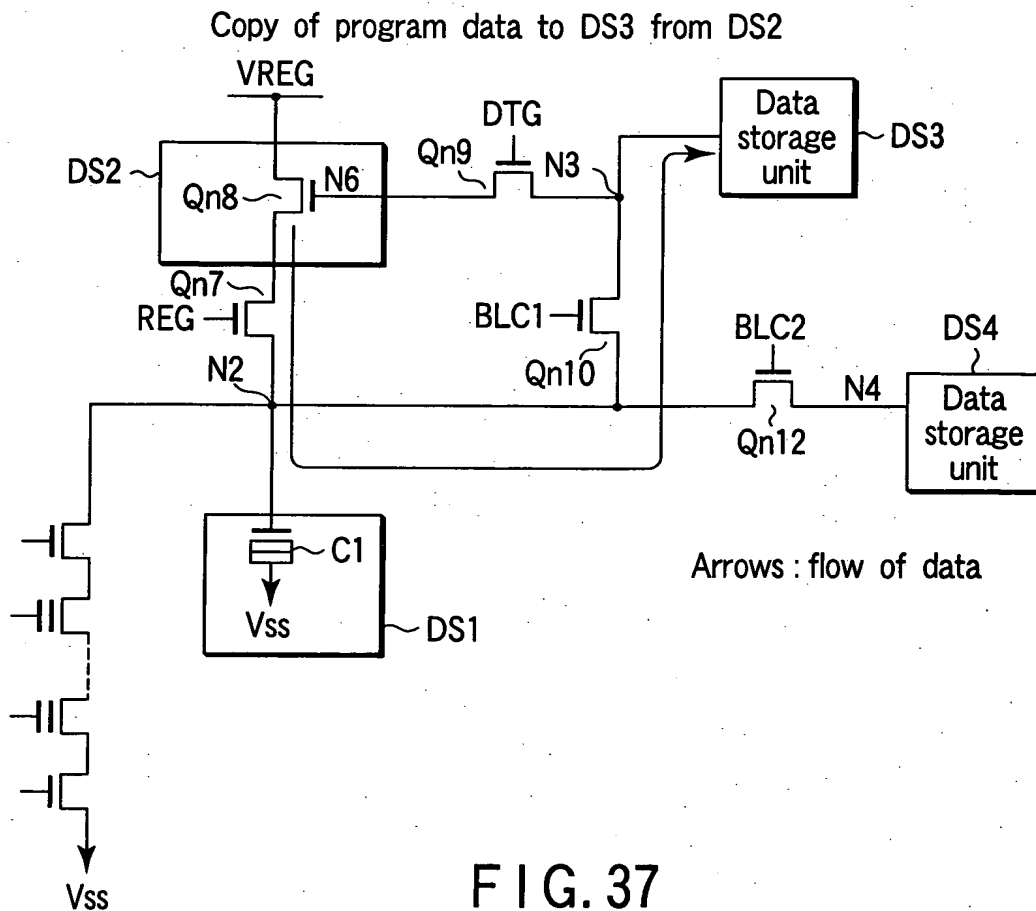 Copy of program data to DS3 from DS2
VREG
DTG
Data
storage
unit
DS3
DS2
Qn9
N3
N6
Qn8
Qn7
REG
BLC1
BLC2
DS4
Qn10
N2
N4
Data
storage
unit
Qn12
C1
Vss
DS1
Arrows : flow of data
Vss
FIG. 37